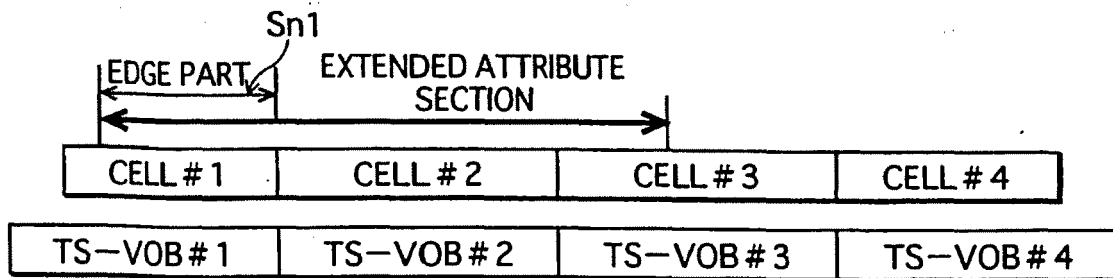 Sn1
EDGE PART
EXTENDED ATTRIBUTE
SECTION
CELL#1 CELL#2 CELL#3 CELL#4
TS-VOB#1 TS-VOB#2 TS-VOB#3 TS-VOB#4